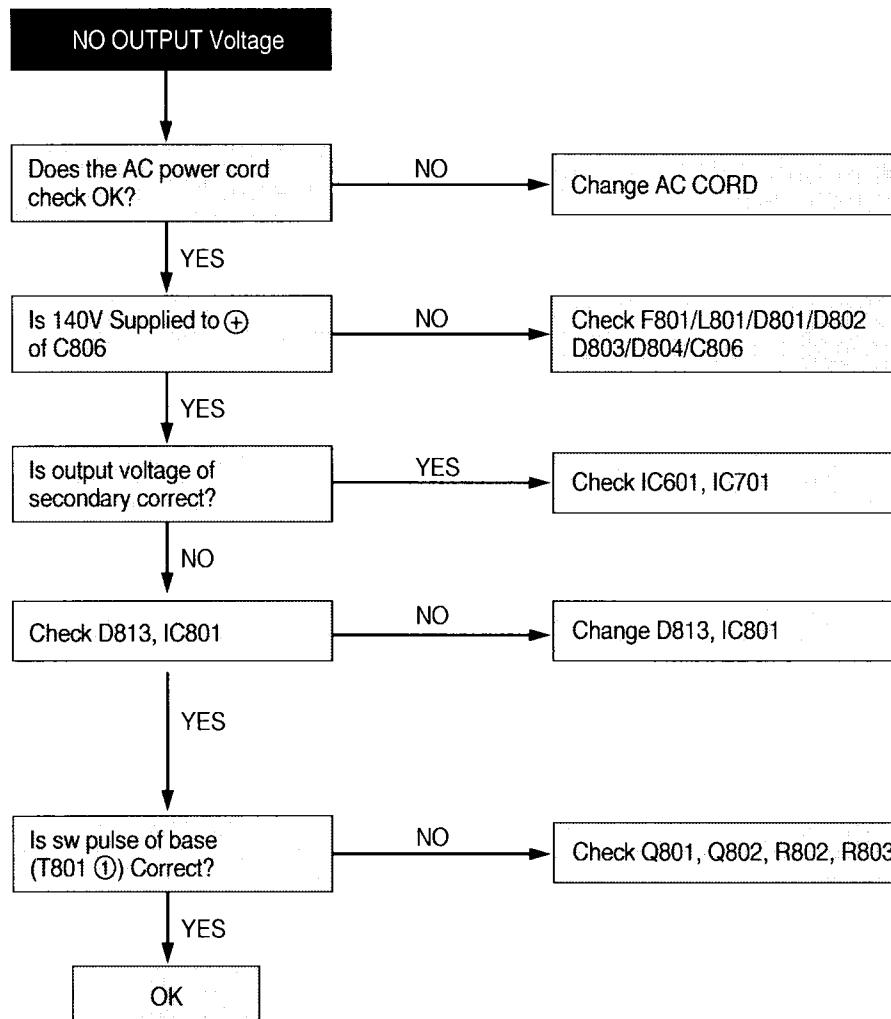 NO OUTPUT Voltage
Does the AC power cord
check OK?
NO
Change AC CORD
YES
Is 140V Supplied to ⊕
of C806
NO
Check F801/L801/D801/D802
D803/D804/C806
YES
Is output voltage of
secondary correct?
YES
Check IC601, IC701
NO
Check D813, IC801
NO
Change D813, IC801
YES
Is sw pulse of base
(T801 ①) Correct?
NO
Check Q801, Q802, R802, R803
YES
OK